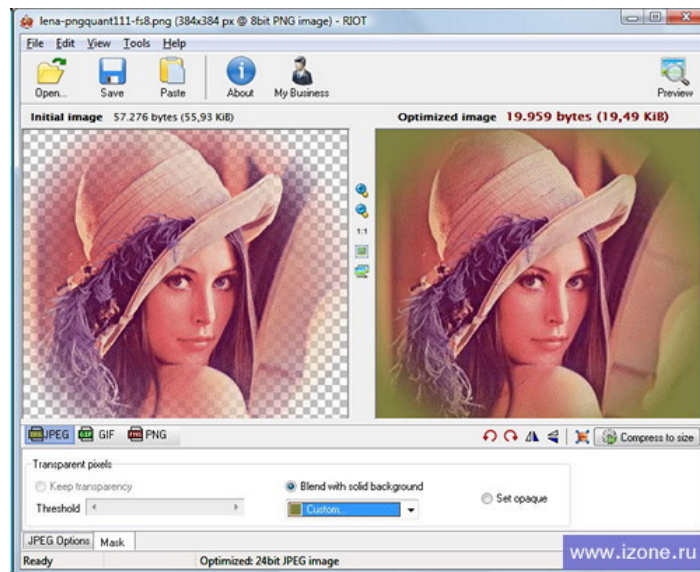 lena-pngquant111-fs8.png (384x384 px @ 8bit PNG image) - RIOT
File Edit View Tools Help
Open... Save Paste About My Business Preview
Initial image 57.276 bytes (55,93 KiB) Optimized image 19.959 bytes (19,49 KiB)
1:1
JPEG GIF PNG Compress to size
Transparent pixels
Keep transparency Blend with solid background Set opaque
Threshold Custom...
JPEG Options Mask
Ready Optimized: 24bit JPEG image
www.izone.ru